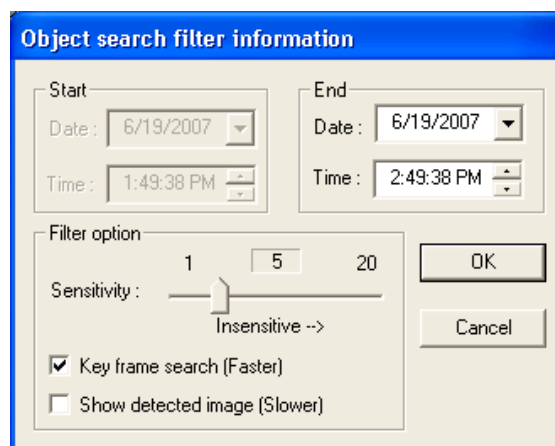 Object search filter information
Start
Date : 6/19/2007
Time : 1:49:38 PM
End
Date : 6/19/2007
Time : 2:49:38 PM
Filter option
1 5 20
Sensitivity :
Insensitive -->
Key frame search (Faster)
Show detected image (Slower)
OK
Cancel